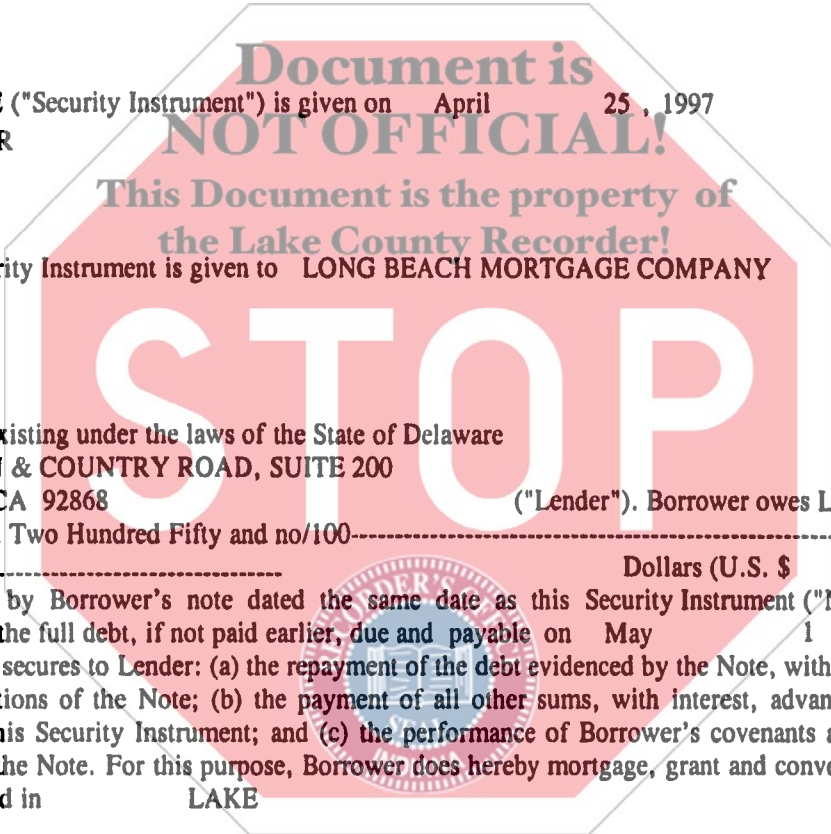 Document is
("Security Instrument") is given on April 25 , 1997
NOT OFFICIAL!
R
This Document is the property of
the Lake County Recorder!
rity Instrument is given to LONG BEACH MORTGAGE COMPANY
STOP
xisting under the laws of the State of Delaware
& COUNTRY ROAD, SUITE 200
CA 92868 ("Lender"). Borrower owes L
Two Hundred Fifty and no/100-----------------------------------------------
---------------------------- Dollars (U.S. $
by Borrower's note dated the same date as this Security Instrument ("N
the full debt, if not paid earlier, due and payable on May 1
secures to Lender: (a) the repayment of the debt evidenced by the Note, with
tions of the Note; (b) the payment of all other sums, with interest, advan
his Security Instrument; and (c) the performance of Borrower's covenants a
he Note. For this purpose, Borrower does hereby mortgage, grant and conve
d in LAKE
RECORDER'S OFFICE
SEAL
INDIANA